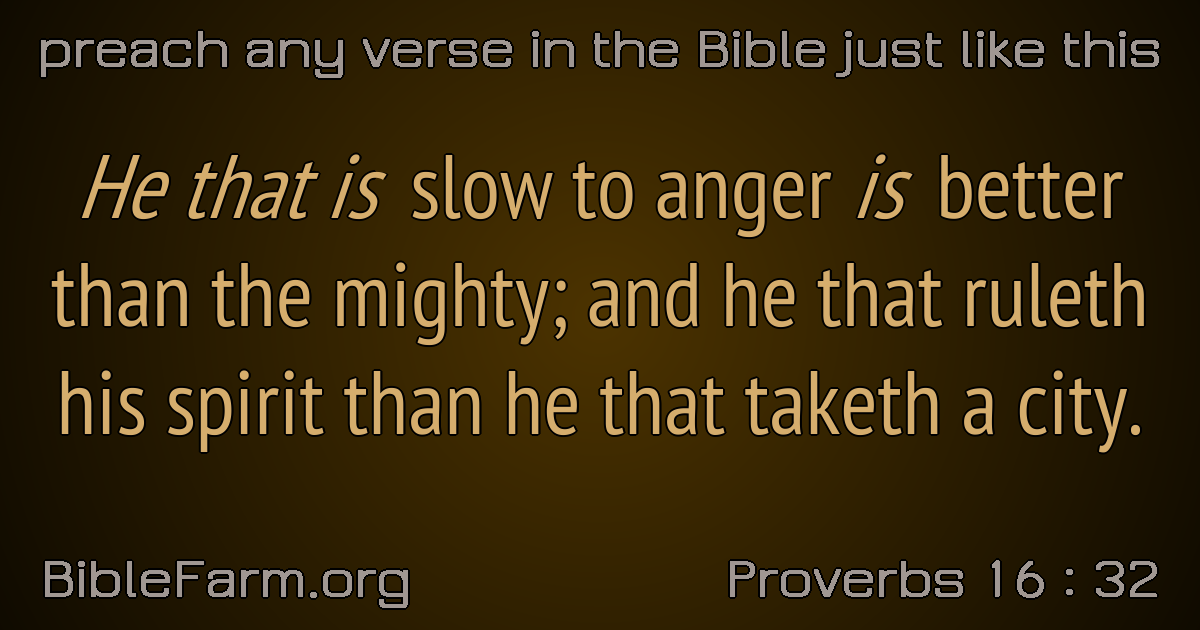 preach any verse in the Bible just like this
He that is slow to anger is better
than the mighty; and he that ruleth
his spirit than he that taketh a city.
BibleFarm.org
Proverbs 16 : 32